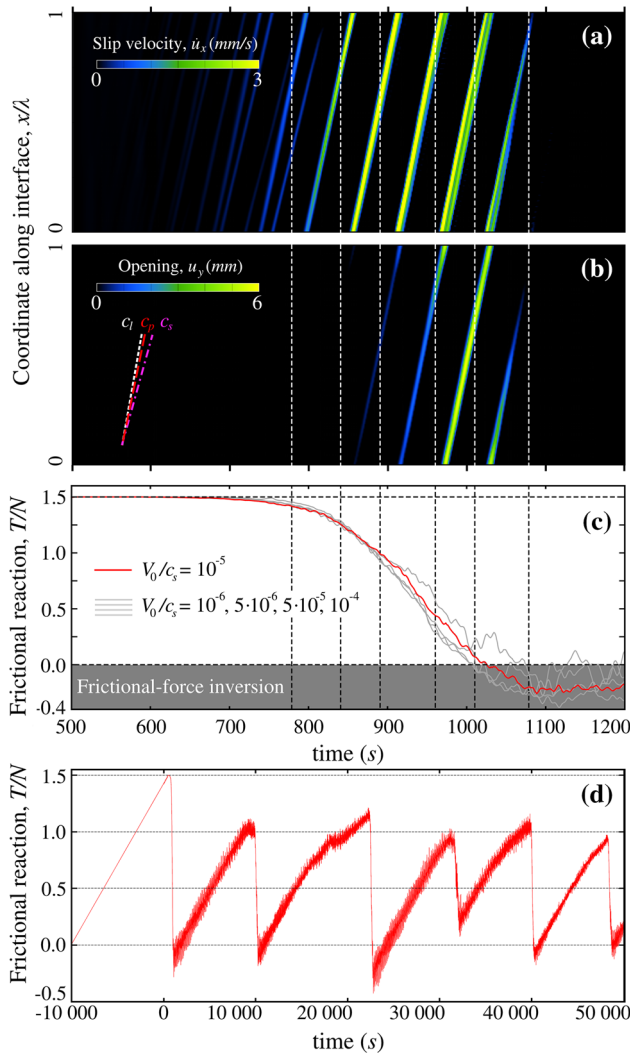 1
(a)
Slip velocity, u̇ₓ (mm/s)
0 3
0
Coordinate along interface, x/λ
1
(b)
Opening, u_y (mm)
0 6
c_l c_p c_s
0
Frictional reaction, T/N
1.5
(c)
1.0
V₀/c_s = 10⁻⁵
0.5
V₀/c_s = 10⁻⁶, 5·10⁻⁶, 5·10⁻⁵, 10⁻⁴
0.0
Frictional-force inversion
-0.4
500 600 700 800 900 1000 1100 1200
time (s)
Frictional reaction, T/N
1.5
(d)
1.0
0.5
0.0
-0.5
-10 000 0 10 000 20 000 30 000 40 000 50 000
time (s)